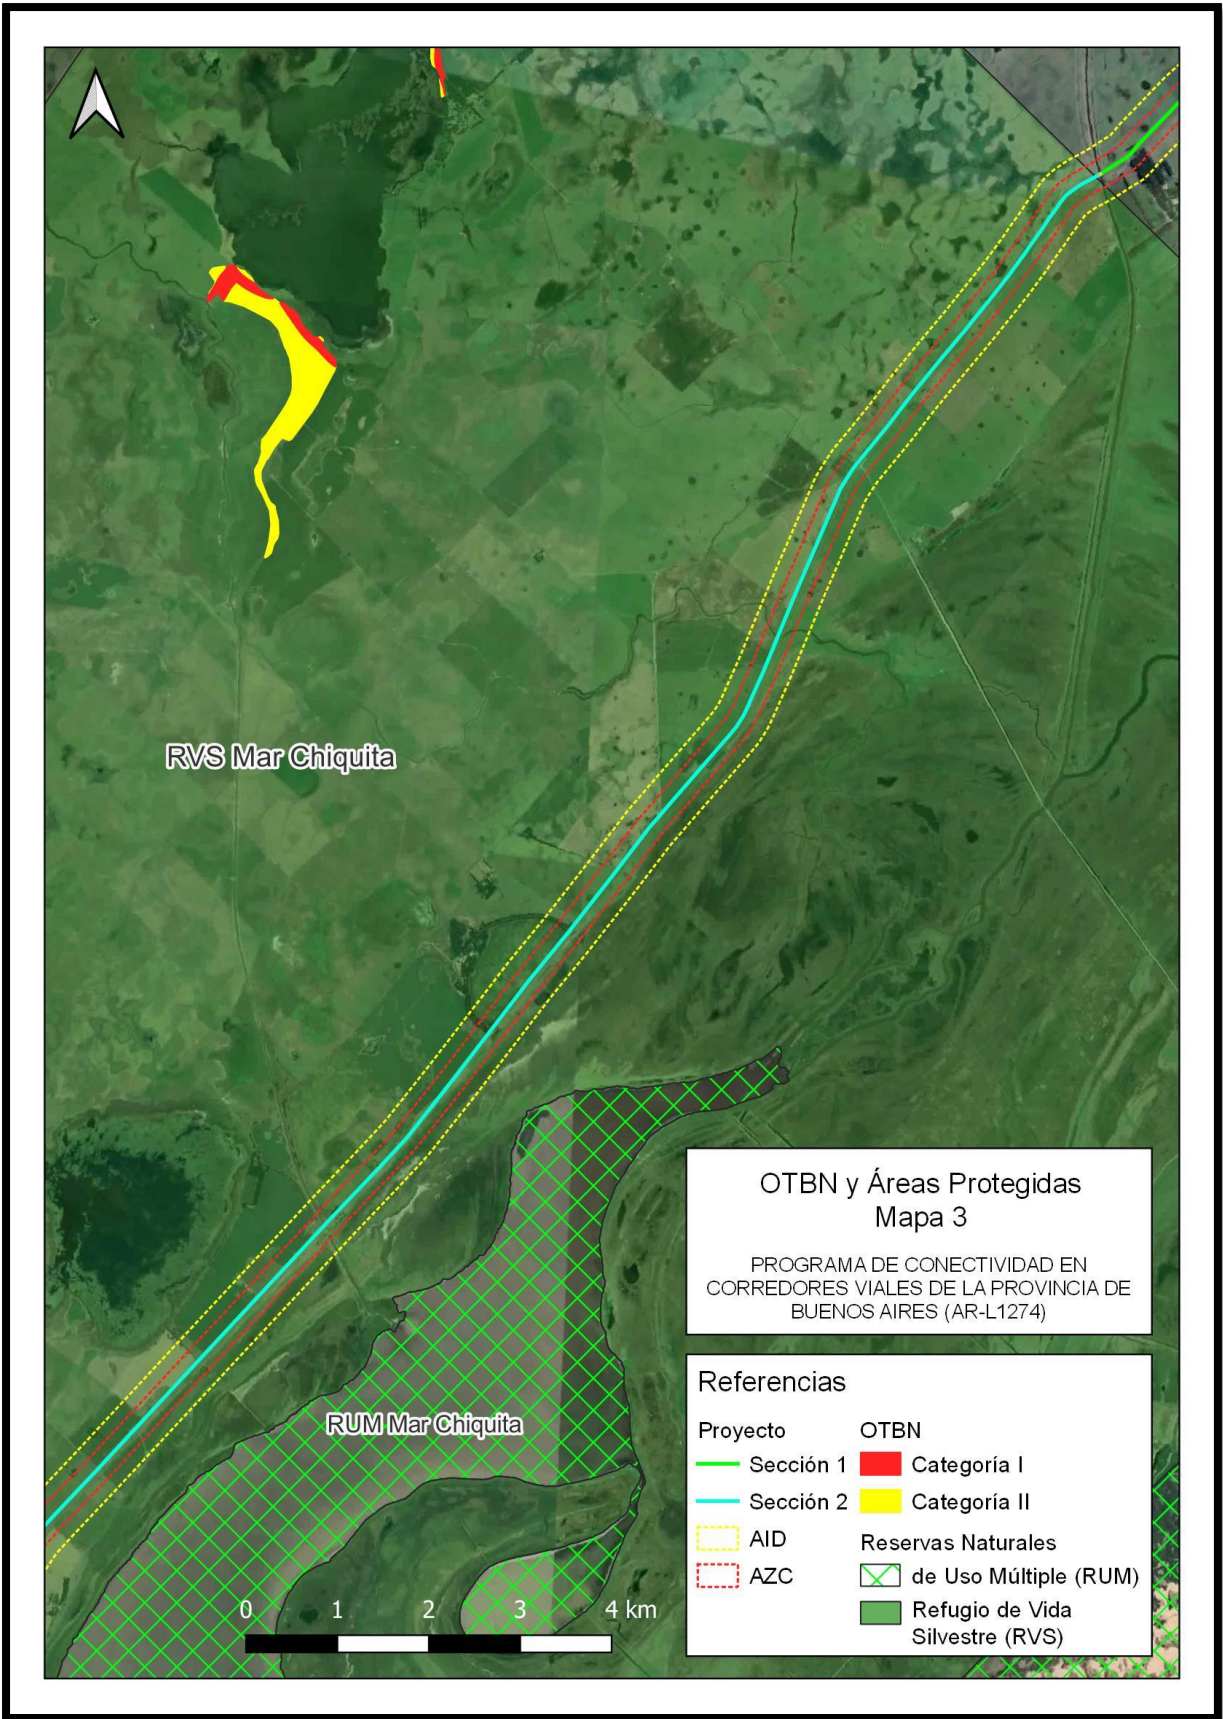 RVS Mar Chiquita
RUM Mar Chiquita
0 1 2 3 4 km
OTBN y Áreas Protegidas
Mapa 3
PROGRAMA DE CONECTIVIDAD EN
CORREDORES VIALES DE LA PROVINCIA DE
BUENOS AIRES (AR-L1274)
Referencias
Proyecto
Sección 1
Sección 2
AID
AZC
OTBN
Categoría I
Categoría II
Reservas Naturales
de Uso Múltiple (RUM)
Refugio de Vida
Silvestre (RVS)